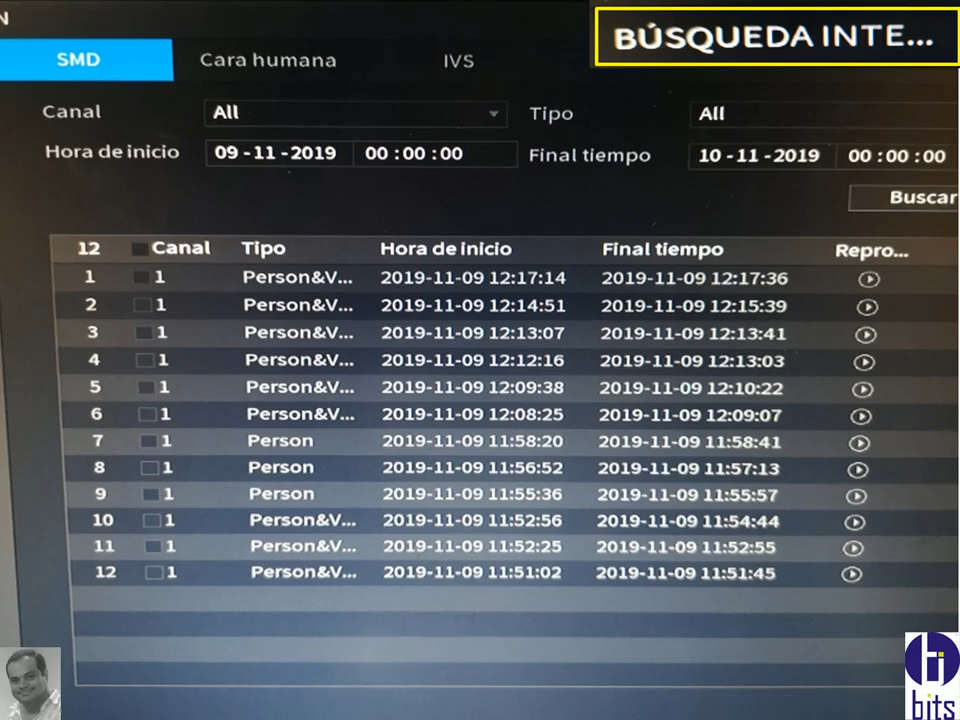 N
BÚSQUEDA INTE...
SMD Cara humana IVS
Canal All Tipo All
Hora de inicio 09-11-2019 00:00:00 Final tiempo 10-11-2019 00:00:00
Buscar
12 Canal Tipo Hora de inicio Final tiempo Repro...
1 1 Person&V... 2019-11-09 12:17:14 2019-11-09 12:17:36
2 1 Person&V... 2019-11-09 12:14:51 2019-11-09 12:15:39
3 1 Person&V... 2019-11-09 12:13:07 2019-11-09 12:13:41
4 1 Person&V... 2019-11-09 12:12:16 2019-11-09 12:13:03
5 1 Person&V... 2019-11-09 12:09:38 2019-11-09 12:10:22
6 1 Person&V... 2019-11-09 12:08:25 2019-11-09 12:09:07
7 1 Person 2019-11-09 11:58:20 2019-11-09 11:58:41
8 1 Person 2019-11-09 11:56:52 2019-11-09 11:57:13
9 1 Person 2019-11-09 11:55:36 2019-11-09 11:55:57
10 1 Person&V... 2019-11-09 11:52:56 2019-11-09 11:54:44
11 1 Person&V... 2019-11-09 11:52:25 2019-11-09 11:52:55
12 1 Person&V... 2019-11-09 11:51:02 2019-11-09 11:51:45
bits